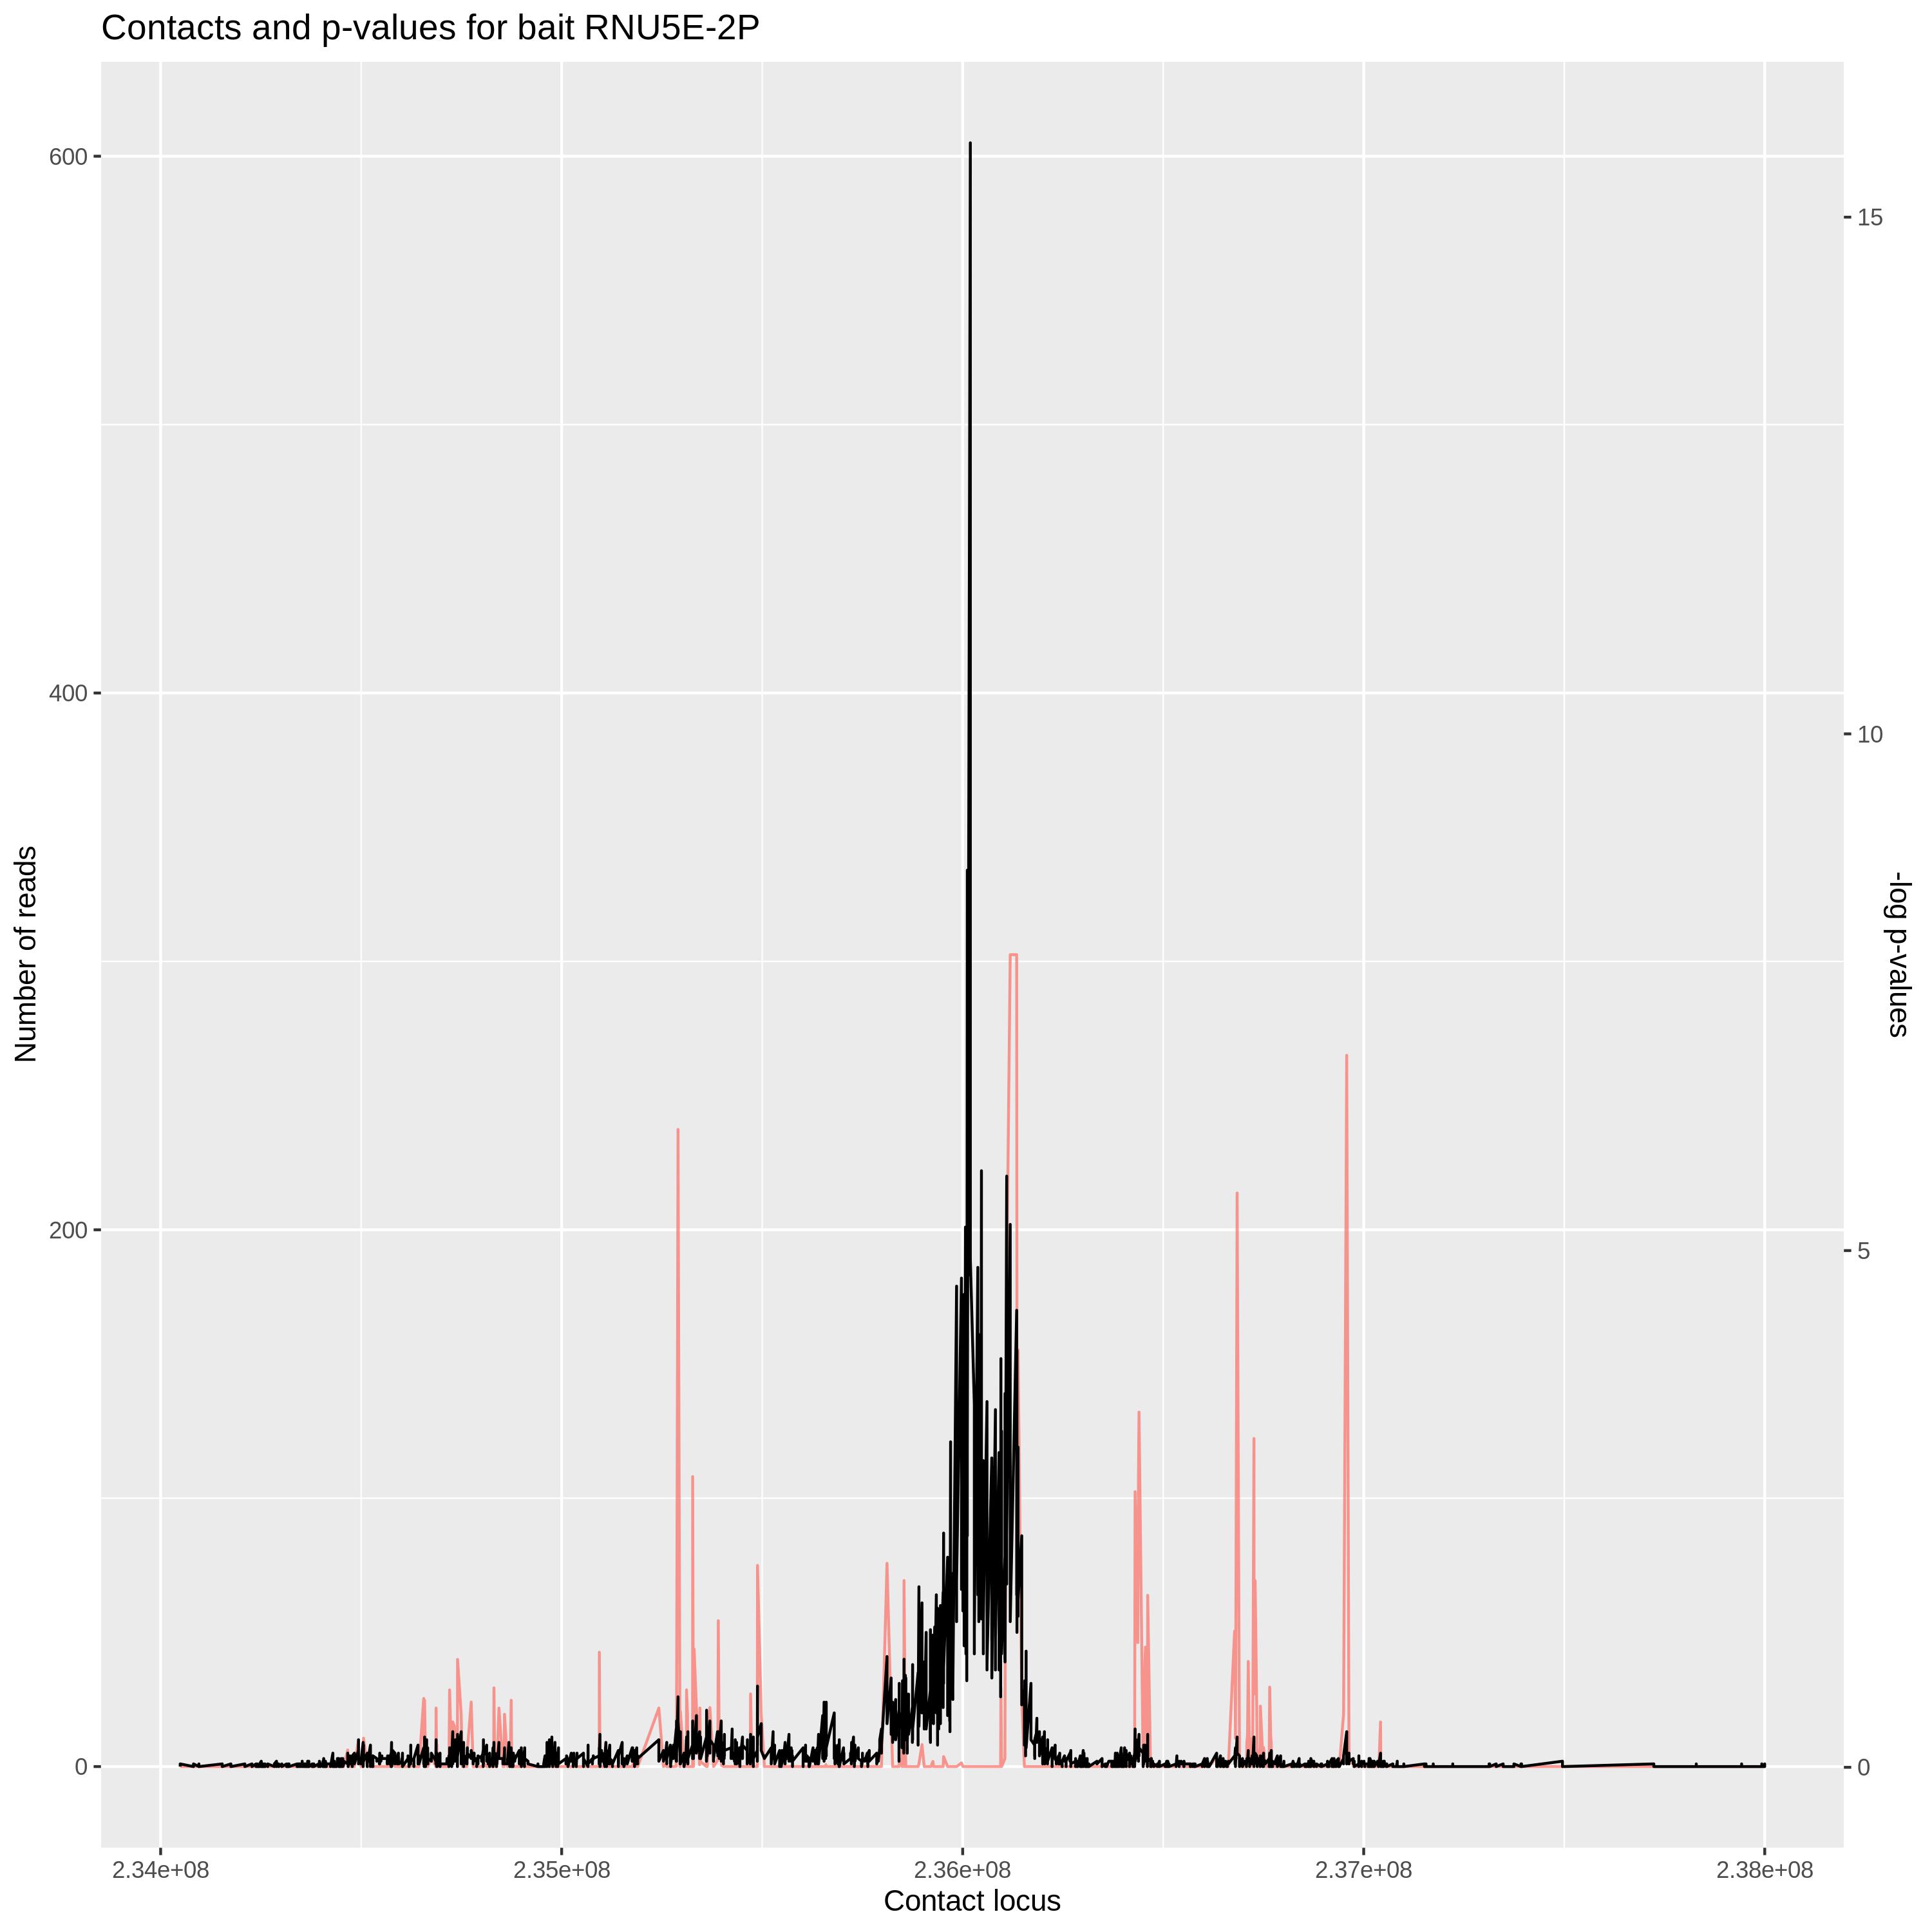 Contacts and p-values for bait RNU5E-2P
600
400
200
0
15
10
5
0
Number of reads
-log p-values
2.34e+08
2.35e+08
2.36e+08
2.37e+08
2.38e+08
Contact locus